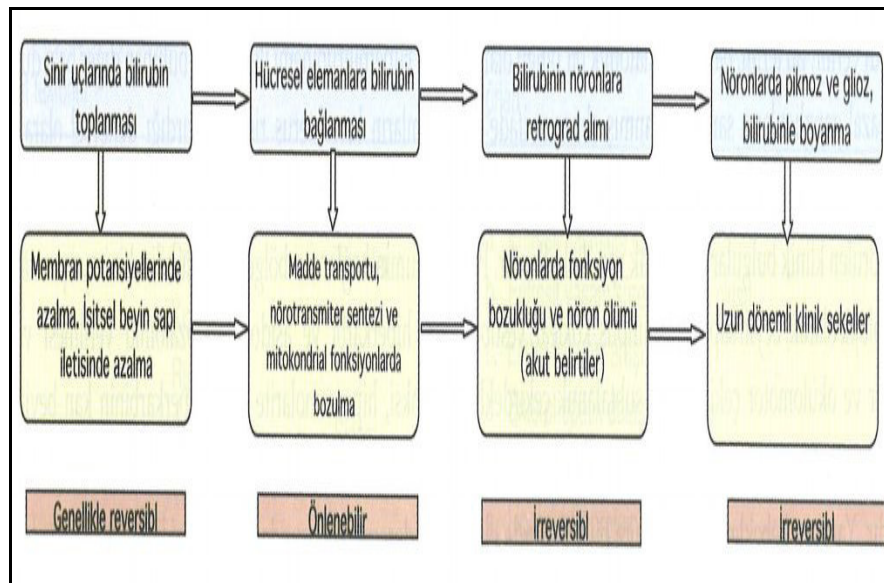 Sinir uçlarında bilirubin
toplanması
Hücresel elemanlara bilirubin
bağlanması
Bilirubinin nöronlara
retrograd alımı
Nöronlarda piknoz ve glioz,
bilirubinle boyanma
Membran potansiyellerinde
azalma. İşitsel beyin sapı
iletisinde azalma
Madde transportu,
nörotransmiter sentezi ve
mitokondrial fonksiyonlarda
bozulma
Nöronlarda fonksiyon
bozukluğu ve nöron ölümü
(akut belirtiler)
Uzun dönemli klinik sekeller
Genellikle reversibl
Önlenebilir
İrreversibl
İrreversibl